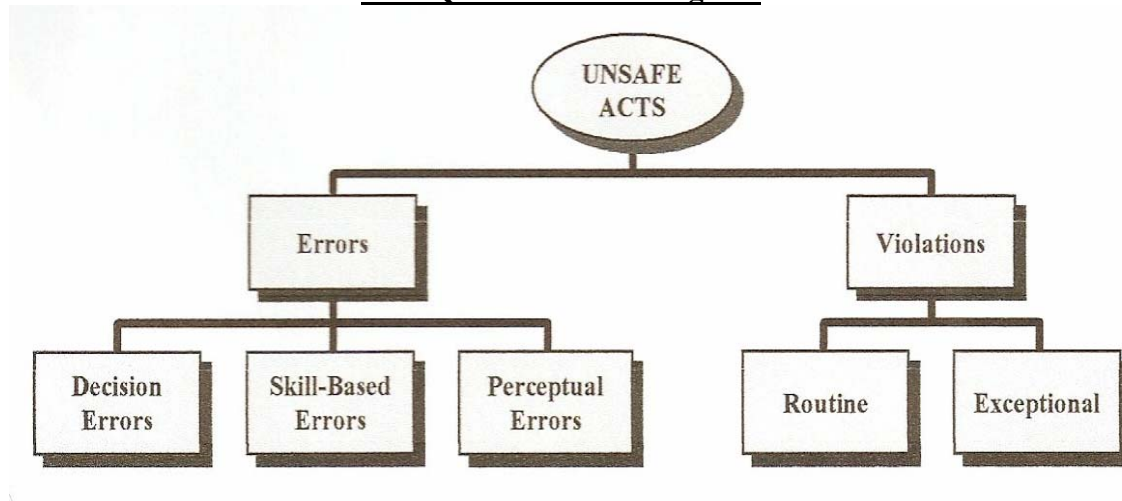 UNSAFE
ACTS
Errors
Violations
Decision
Errors
Skill-Based
Errors
Perceptual
Errors
Routine
Exceptional